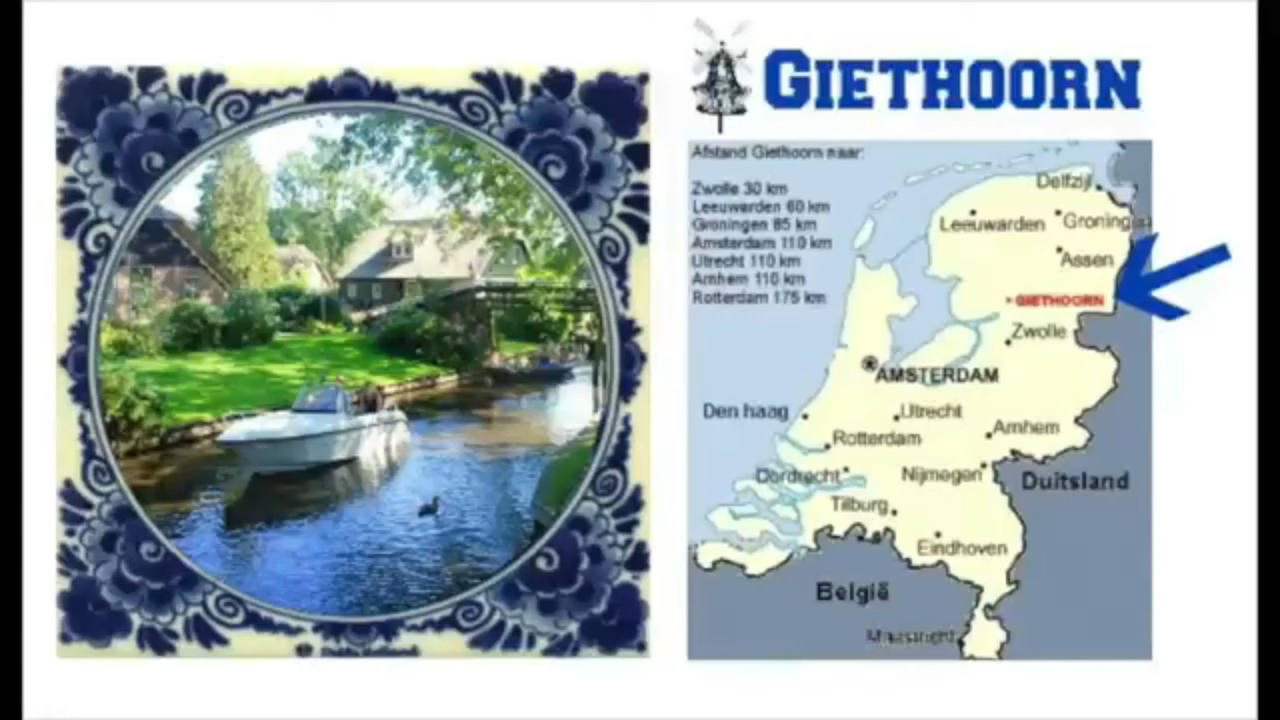 GIETHOORN
Afstand Giethoorn naar:
Zwolle 30 km
Leeuwarden 60 km
Groningen 85 km
Amsterdam 110 km
Utrecht 110 km
Arnhem 110 km
Rotterdam 175 km
Delfzijl
Leeuwarden
Groningen
Assen
GIETHOORN
Zwolle
AMSTERDAM
Den haag
Utrecht
Rotterdam
Arnhem
Dordrecht
Nijmegen
Duitsland
Tilburg
Eindhoven
België
Maastricht